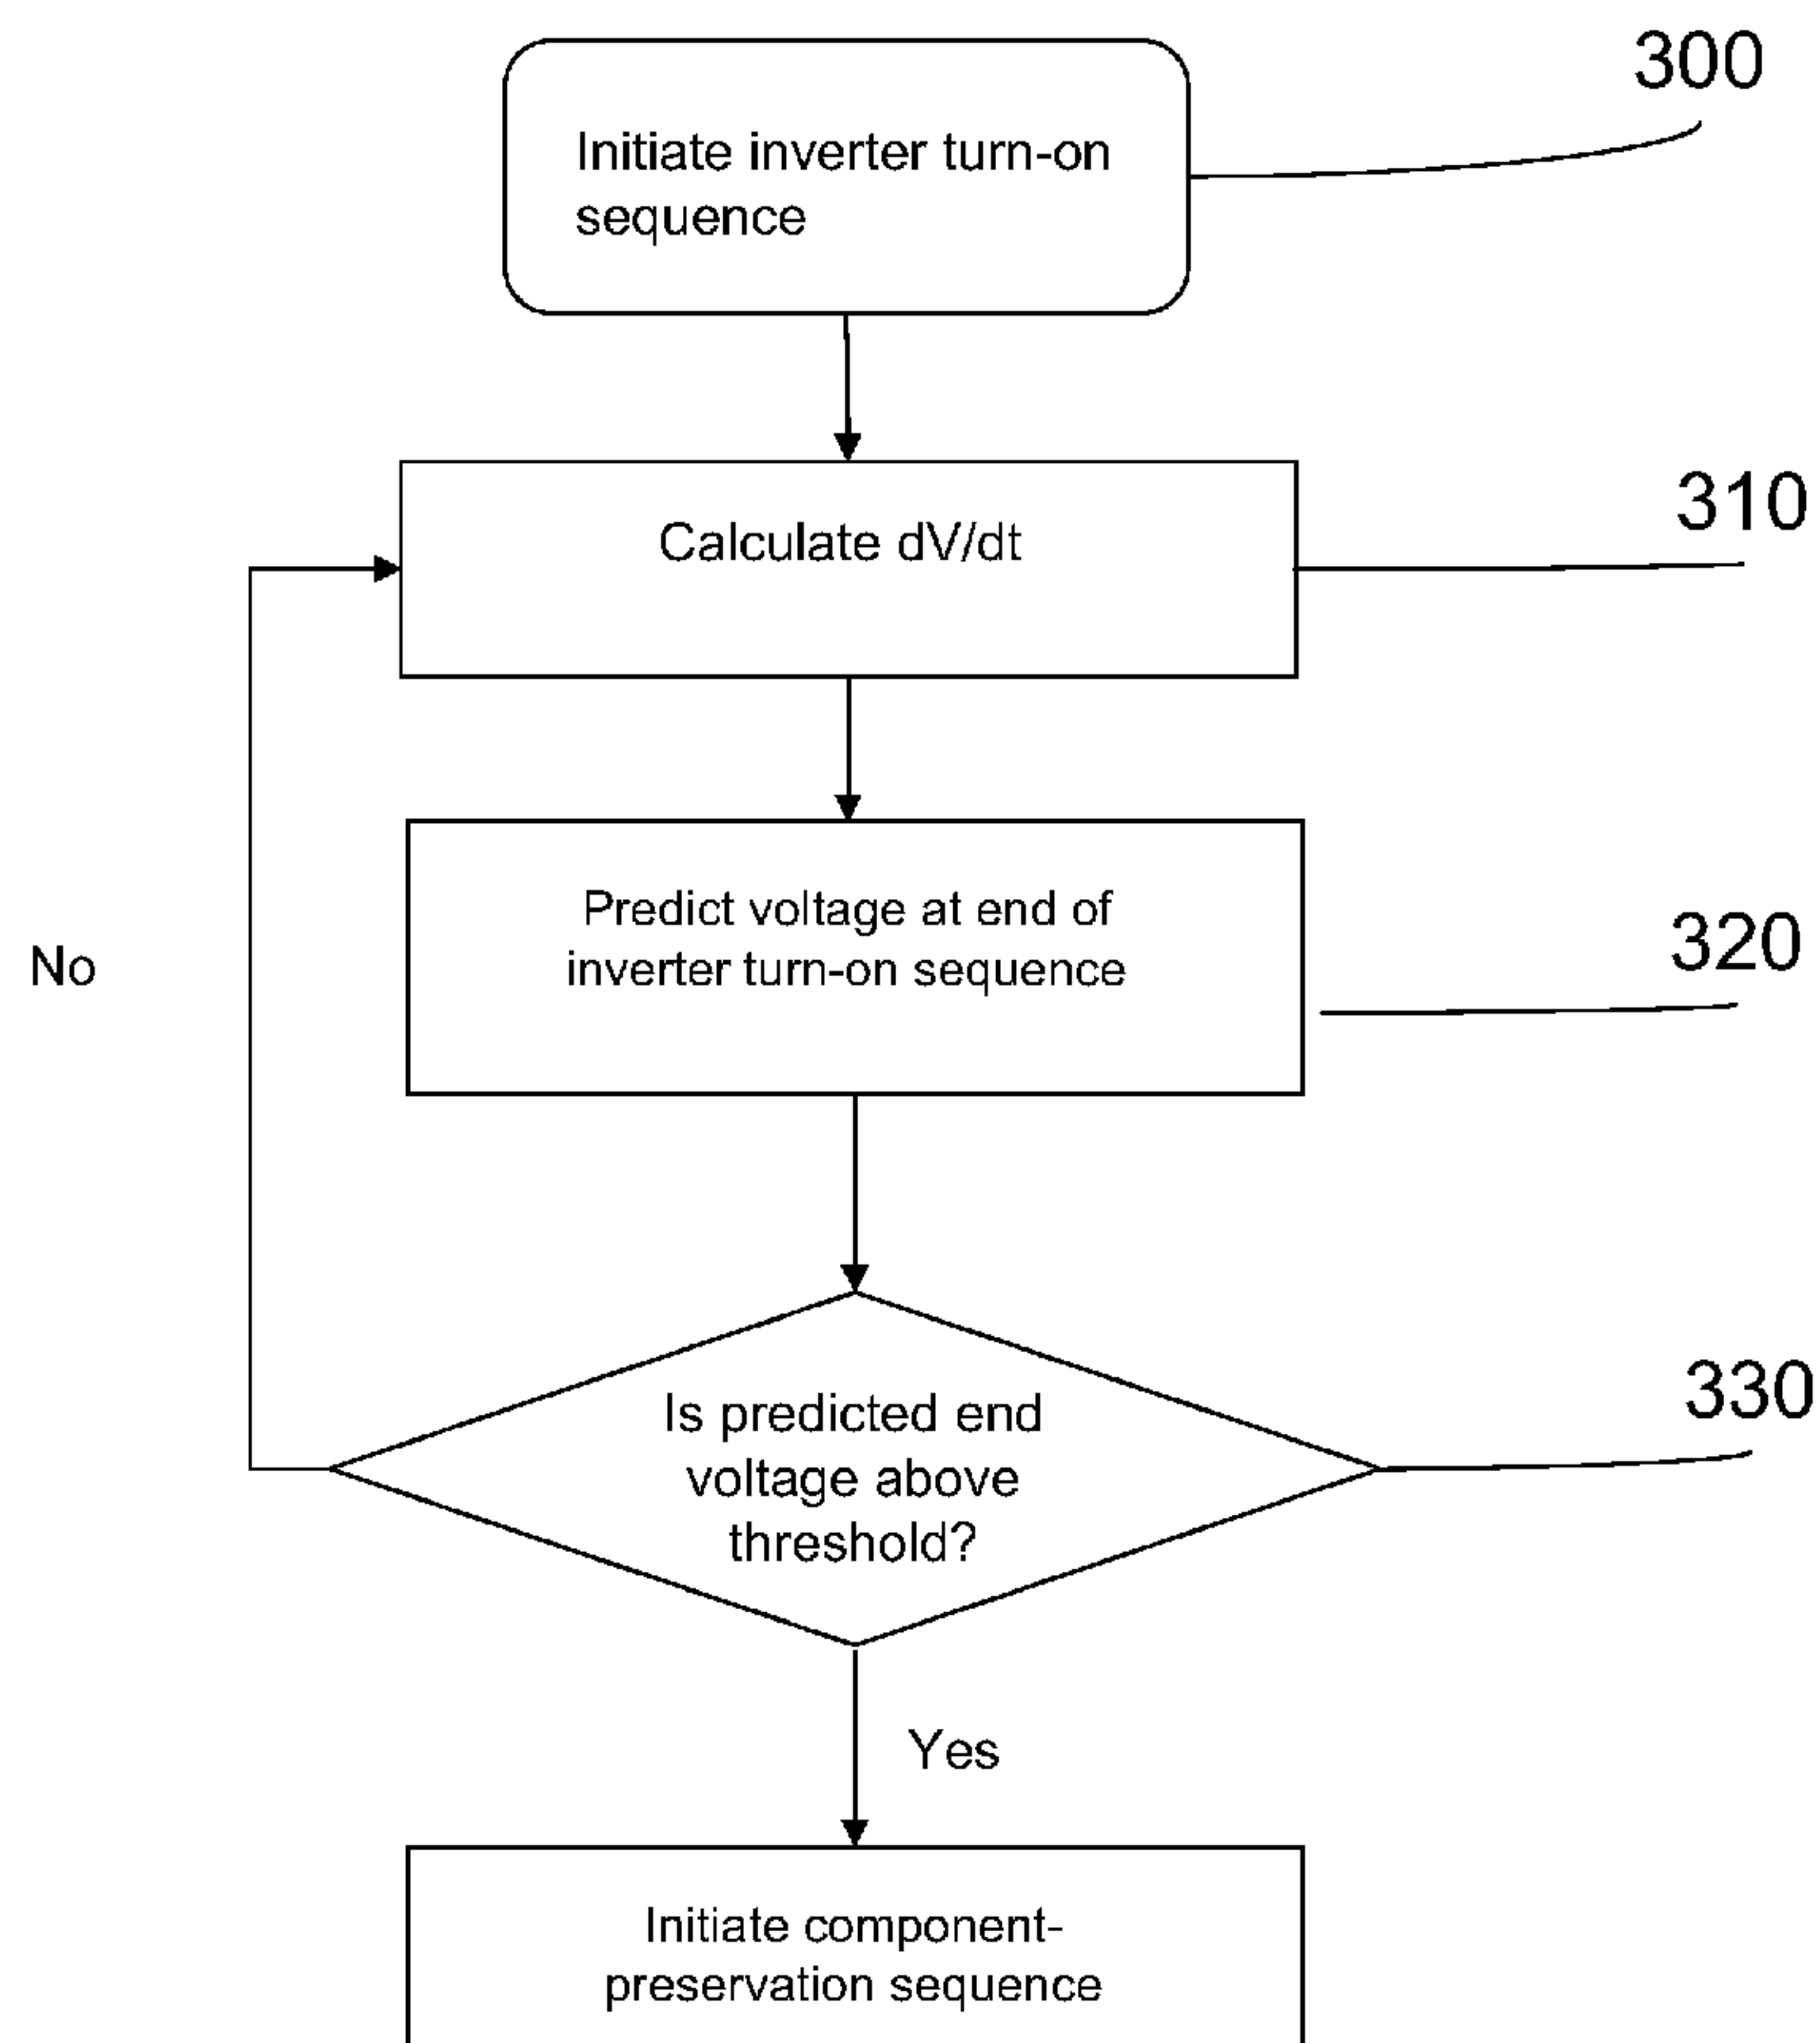 300
Initiate inverter turn-on
sequence
310
Calculate dV/dt
320
Predict voltage at end of
inverter turn-on sequence
No
330
Is predicted end
voltage above
threshold?
Yes
Initiate component-
preservation sequence